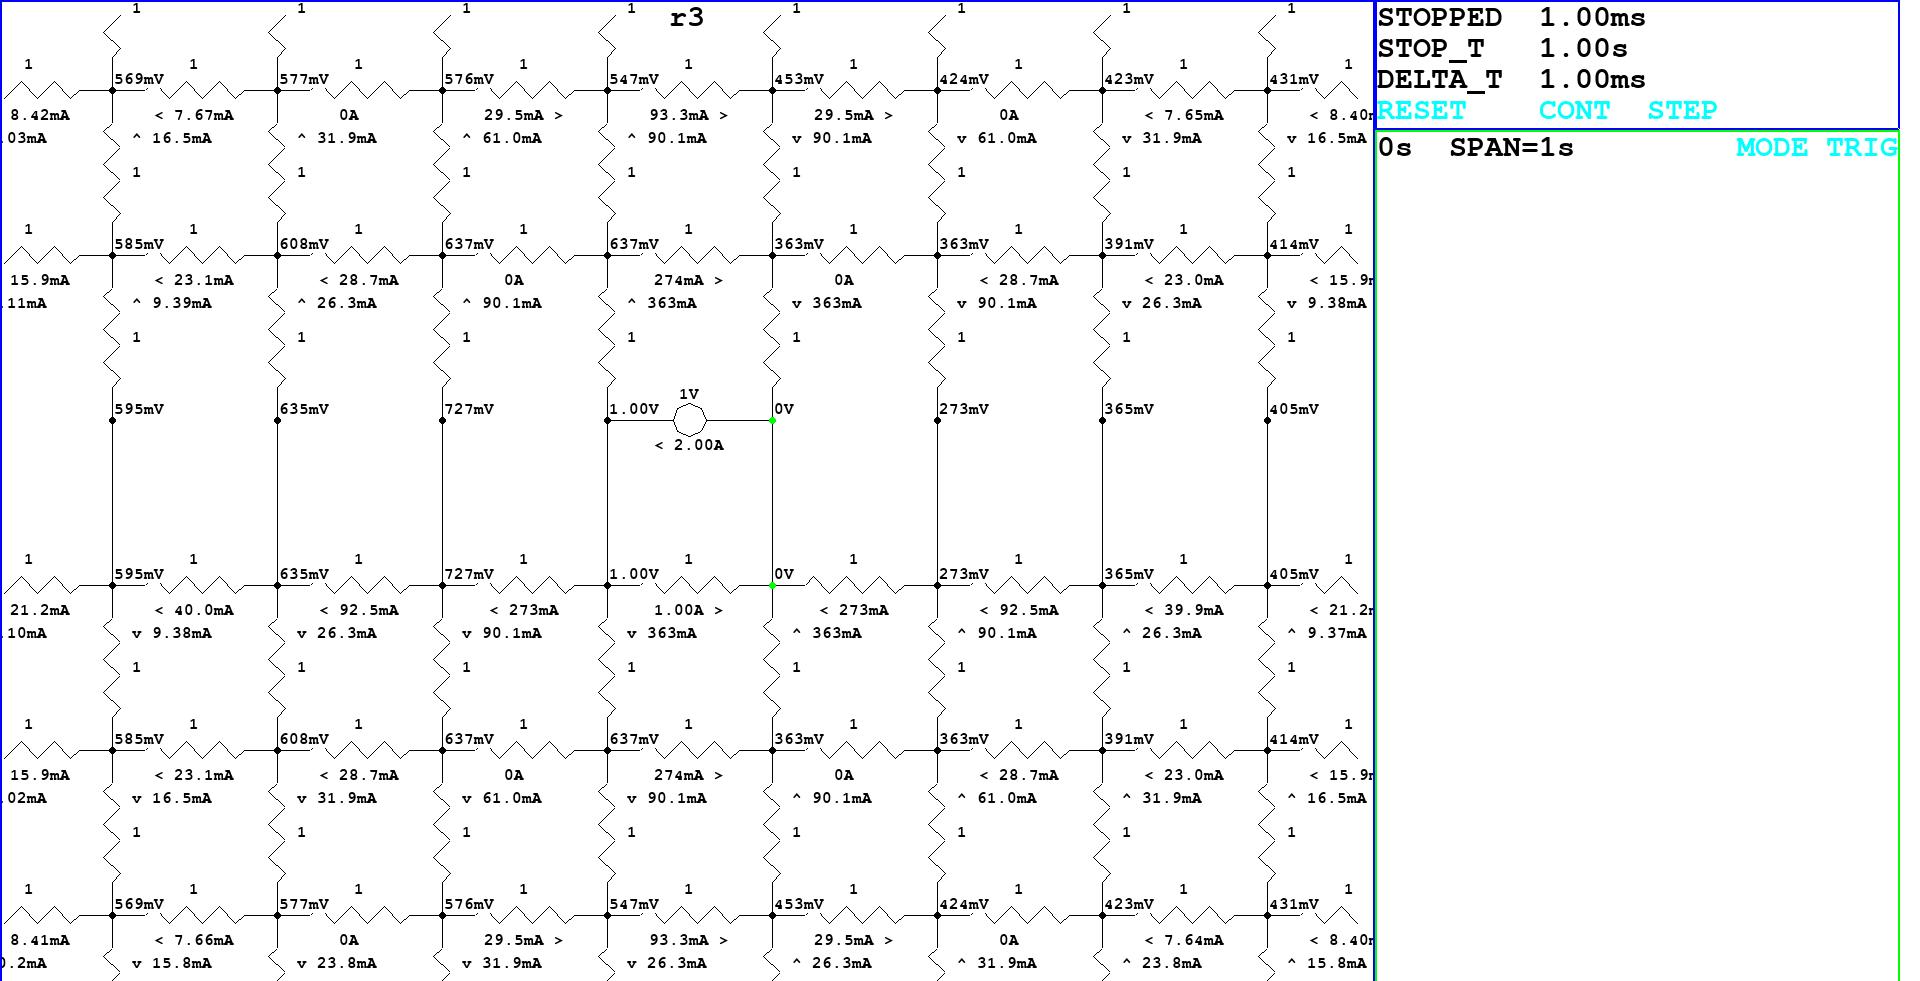 1 1 1 1 r3 1 1 1 1
STOPPED 1.00ms
STOP_T 1.00s
DELTA_T 1.00ms
RESET CONT STEP
0s SPAN=1s MODE TRIG
1 1 1 1 1 1 1 1 1
569mV 577mV 576mV 547mV 453mV 424mV 423mV 431mV
8.42mA < 7.67mA 0A 29.5mA > 93.3mA > 29.5mA > 0A < 7.65mA < 8.40m
.03mA ^ 16.5mA ^ 31.9mA ^ 61.0mA ^ 90.1mA v 90.1mA v 61.0mA v 31.9mA v 16.5mA
1 1 1 1 1 1 1 1
1 1 1 1 1 1 1 1 1
585mV 608mV 637mV 637mV 363mV 363mV 391mV 414mV
15.9mA < 23.1mA < 28.7mA 0A 274mA > 0A < 28.7mA < 23.0mA < 15.9m
.11mA ^ 9.39mA ^ 26.3mA ^ 90.1mA ^ 363mA v 363mA v 90.1mA v 26.3mA v 9.38mA
1 1 1 1 1 1 1 1
1V
595mV 635mV 727mV 1.00V 0V 273mV 365mV 405mV
< 2.00A
1 1 1 1 1 1 1 1
595mV 635mV 727mV 1.00V 0V 273mV 365mV 405mV
21.2mA < 40.0mA < 92.5mA < 273mA 1.00A > < 273mA < 92.5mA < 39.9mA < 21.2m
.10mA v 9.38mA v 26.3mA v 90.1mA v 363mA ^ 363mA ^ 90.1mA ^ 26.3mA ^ 9.37mA
1 1 1 1 1 1 1 1
1 1 1 1 1 1 1 1 1
585mV 608mV 637mV 637mV 363mV 363mV 391mV 414mV
15.9mA < 23.1mA < 28.7mA 0A 274mA > 0A < 28.7mA < 23.0mA < 15.9m
.02mA v 16.5mA v 31.9mA v 61.0mA v 90.1mA ^ 90.1mA ^ 61.0mA ^ 31.9mA ^ 16.5mA
1 1 1 1 1 1 1 1
1 1 1 1 1 1 1 1 1
569mV 577mV 576mV 547mV 453mV 424mV 423mV 431mV
8.41mA < 7.66mA 0A 29.5mA > 93.3mA > 29.5mA > 0A < 7.64mA < 8.40m
0.2mA v 15.8mA v 23.8mA v 31.9mA v 26.3mA ^ 26.3mA ^ 31.9mA ^ 23.8mA ^ 15.8mA